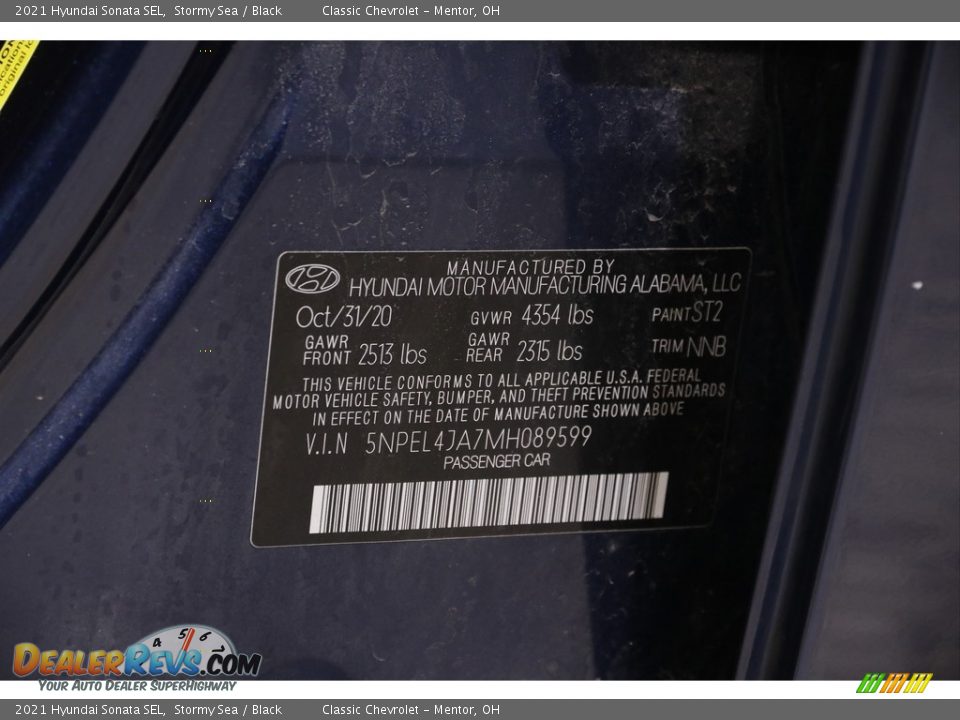 2021 Hyundai Sonata SEL, Stormy Sea / Black Classic Chevrolet - Mentor, OH
MANUFACTURED BY
HYUNDAI MOTOR MANUFACTURING ALABAMA, LLC
Oct/31/20 GVWR 4354 lbs PAINT ST2
GAWR FRONT 2513 lbs GAWR REAR 2315 lbs TRIM NNB
THIS VEHICLE CONFORMS TO ALL APPLICABLE U.S.A. FEDERAL
MOTOR VEHICLE SAFETY, BUMPER, AND THEFT PREVENTION STANDARDS
IN EFFECT ON THE DATE OF MANUFACTURE SHOWN ABOVE
V.I.N 5NPEL4JA7MH089599
PASSENGER CAR
4 5 6
DEALERREVS.COM
YOUR AUTO DEALER SUPERHIGHWAY
2021 Hyundai Sonata SEL, Stormy Sea / Black Classic Chevrolet - Mentor, OH